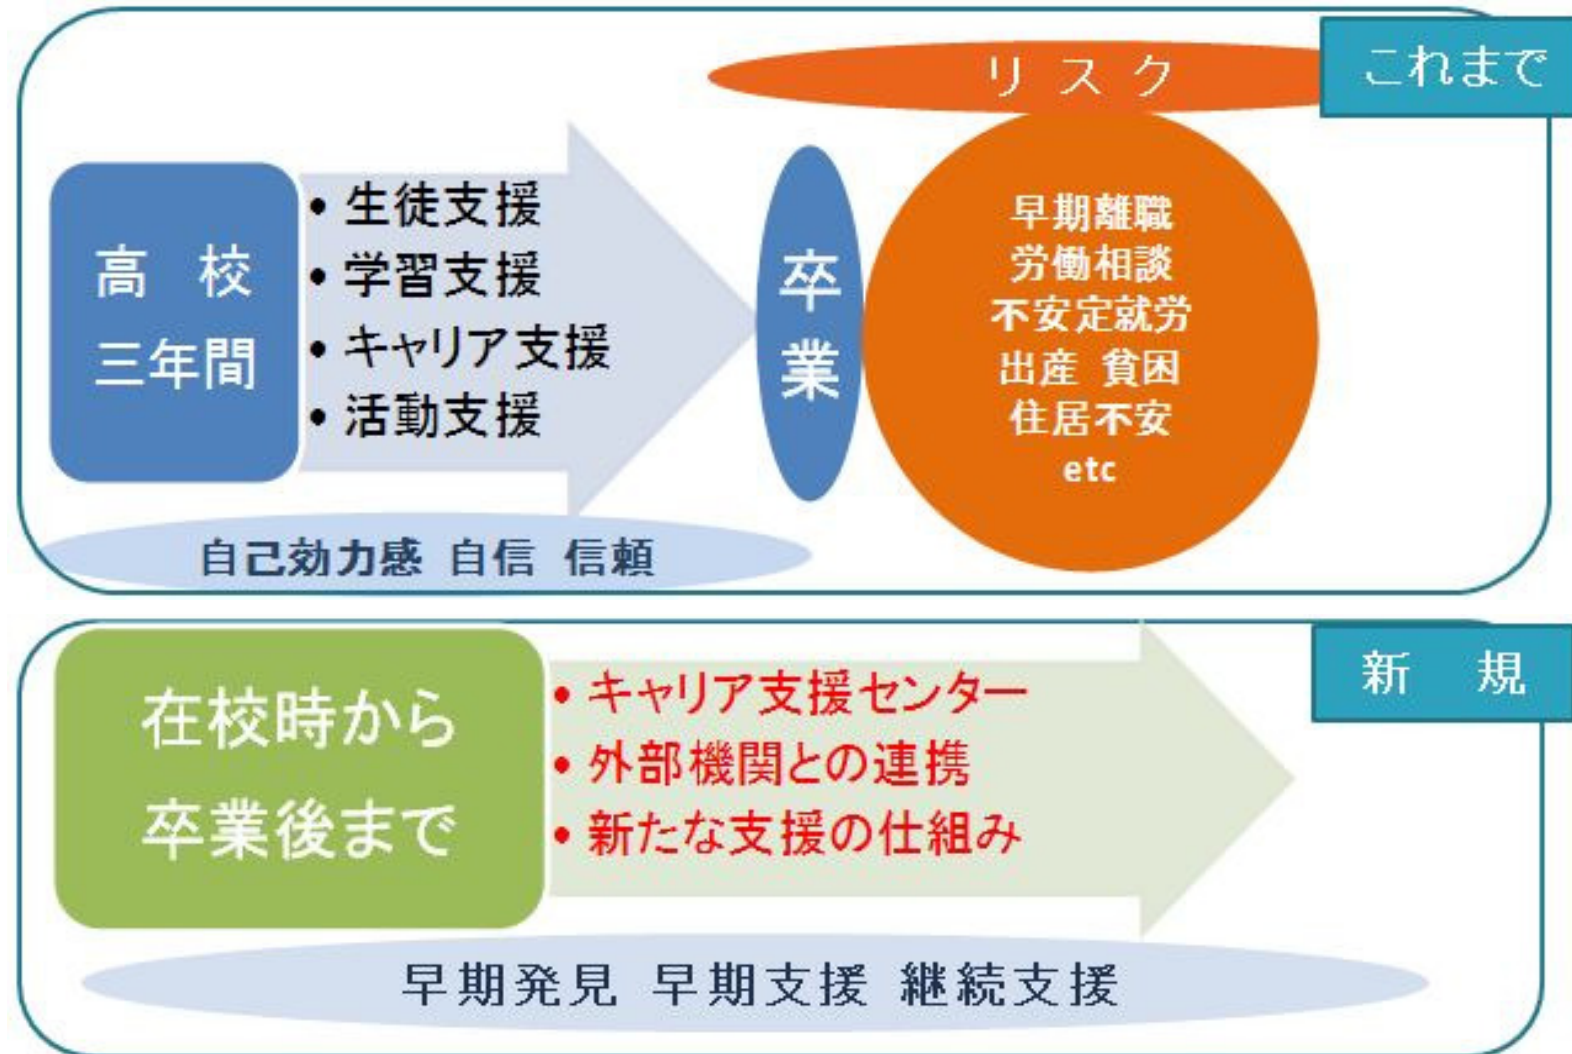 これまで
リスク
高 校
三年間
• 生徒支援
• 学習支援
• キャリア支援
• 活動支援
卒業
早期離職
労働相談
不安定就労
出産 貧困
住居不安
etc
自己効力感 自信 信頼
新 規
在校時から
卒業後まで
• キャリア支援センター
• 外部機関との連携
• 新たな支援の仕組み
早期発見 早期支援 継続支援